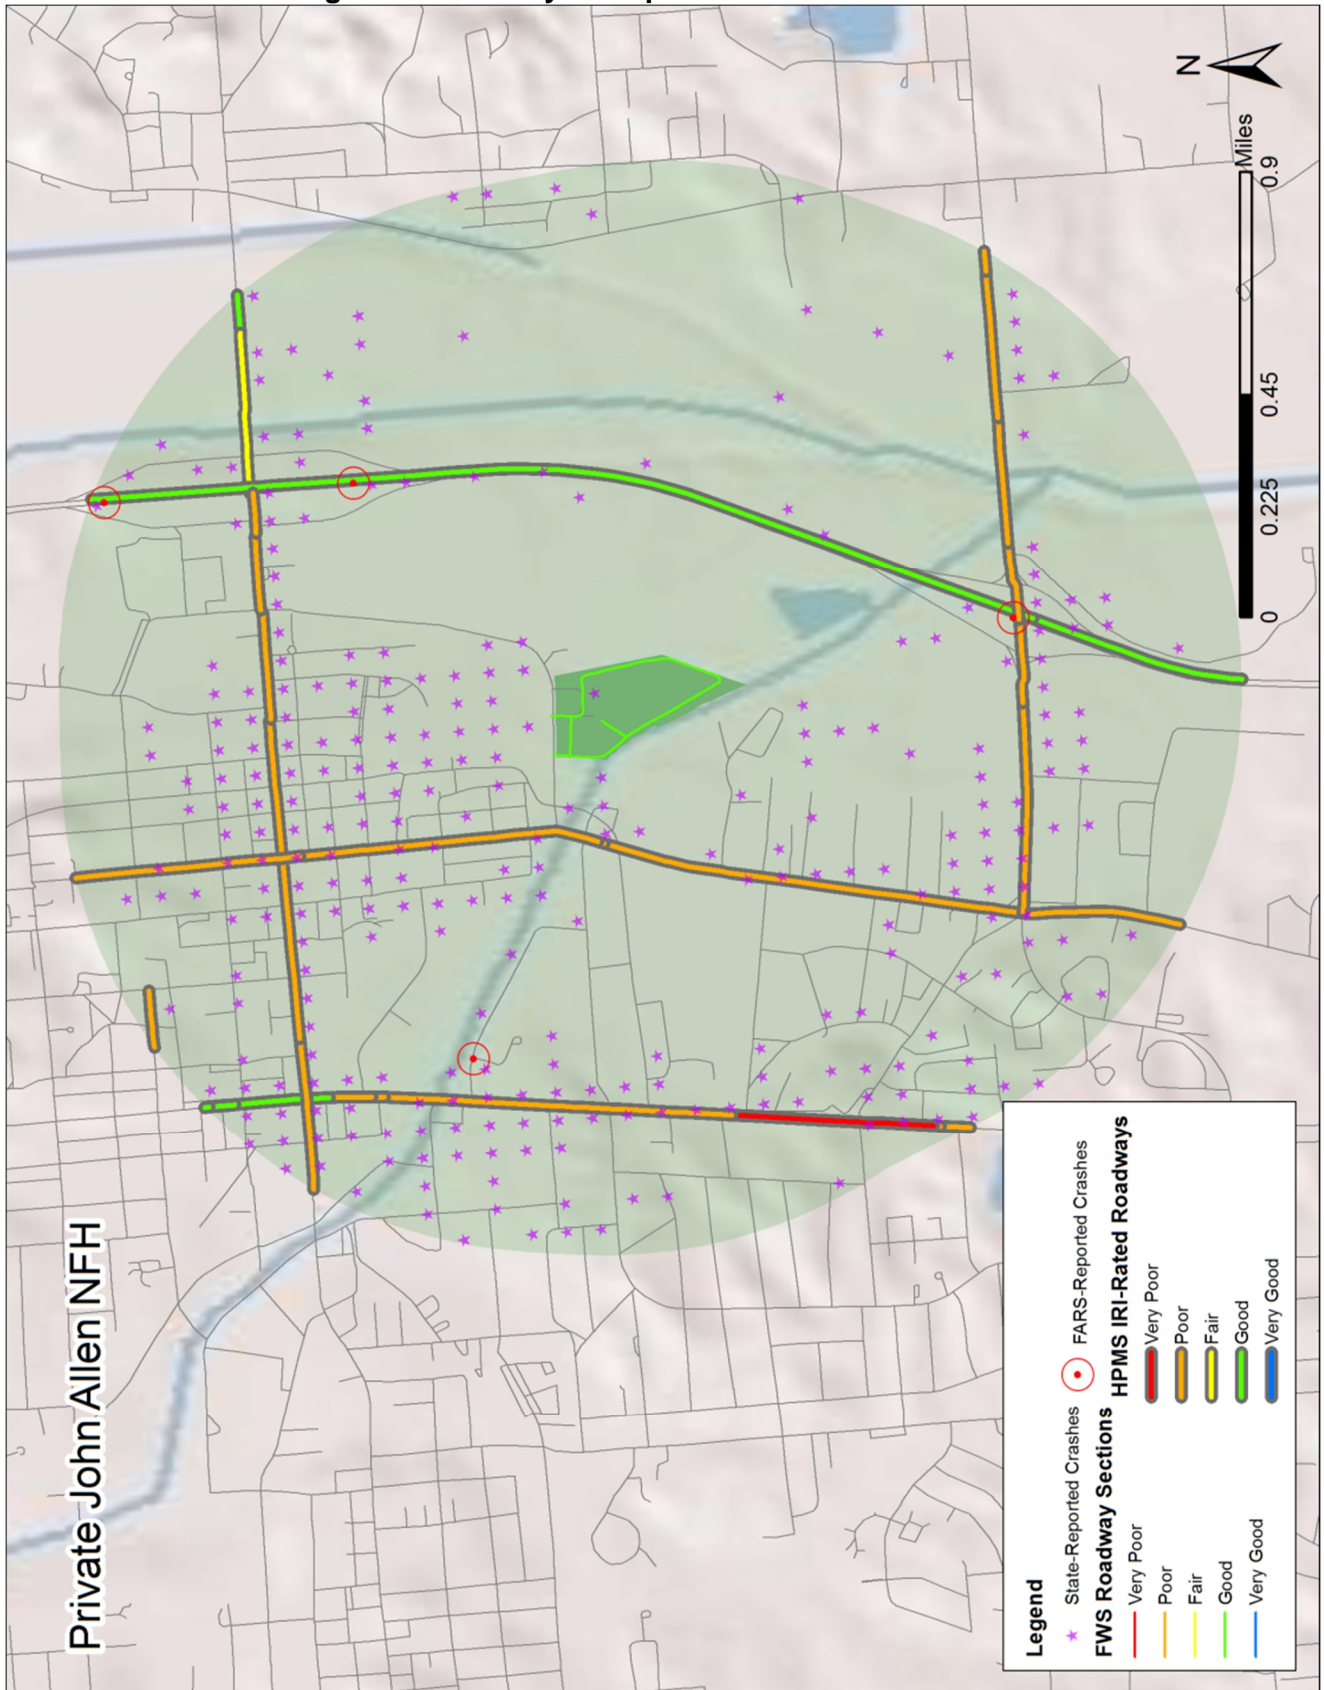 Private John Allen NFH
N
0 0.225 0.45 0.9
Miles
Legend
State-Reported Crashes
FARS-Reported Crashes
FWS Roadway Sections
Very Poor
Poor
Fair
Good
Very Good
HPMS IRI-Rated Roadways
Very Poor
Poor
Fair
Good
Very Good